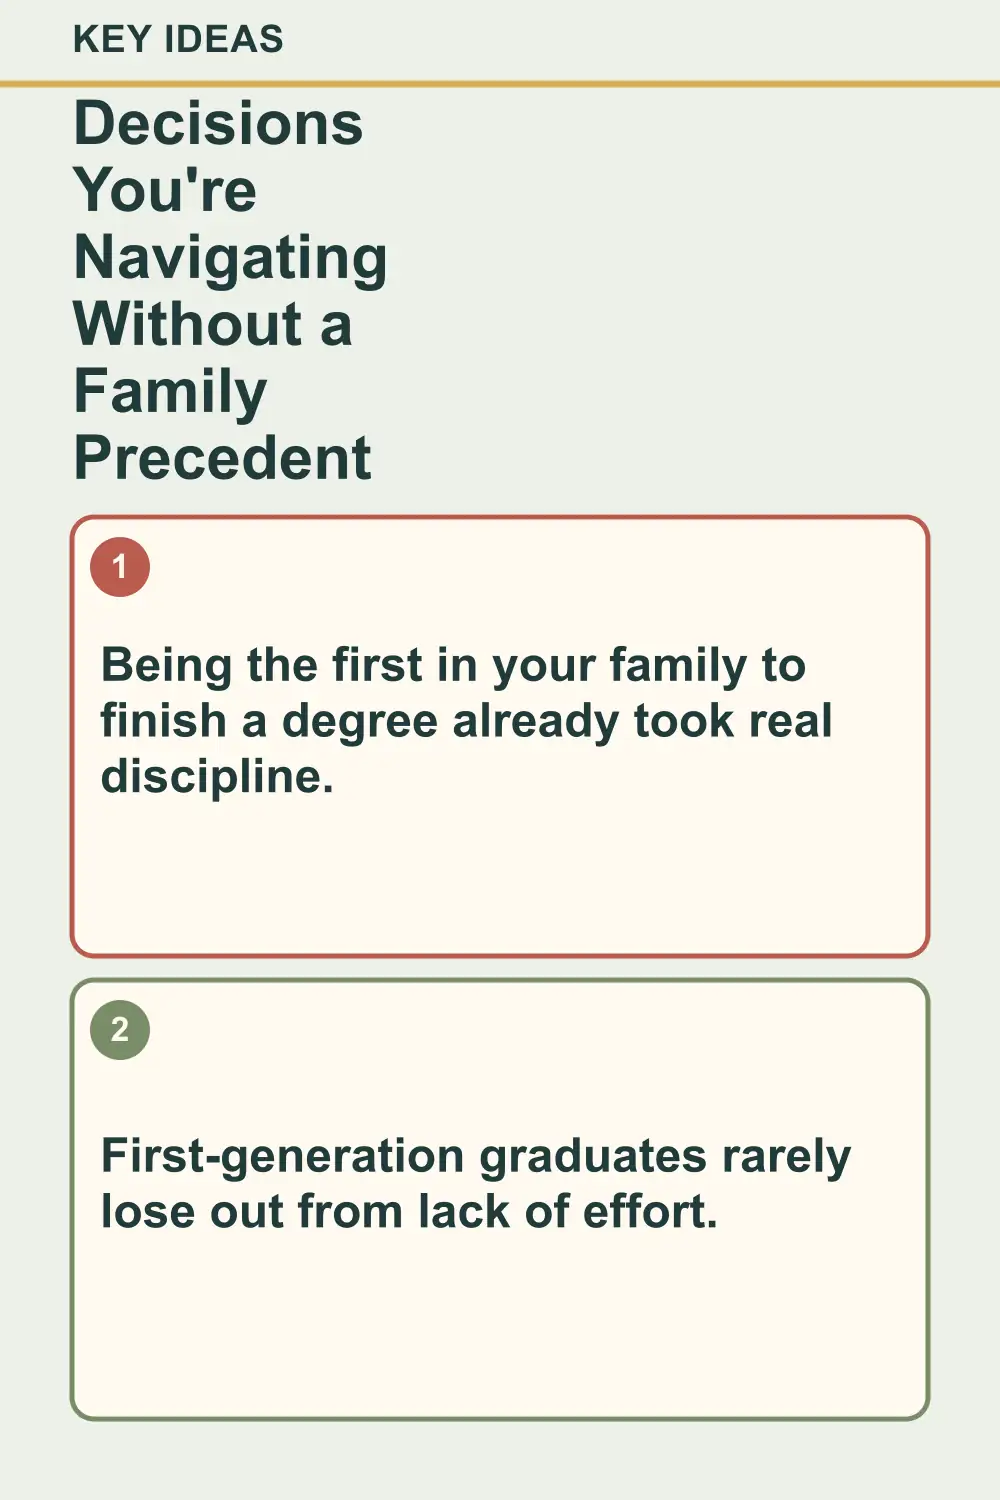 KEY IDEAS
Decisions
You're
Navigating
Without a
Family
Precedent
1
Being the first in your family to
finish a degree already took real
discipline.
2
First-generation graduates rarely
lose out from lack of effort.